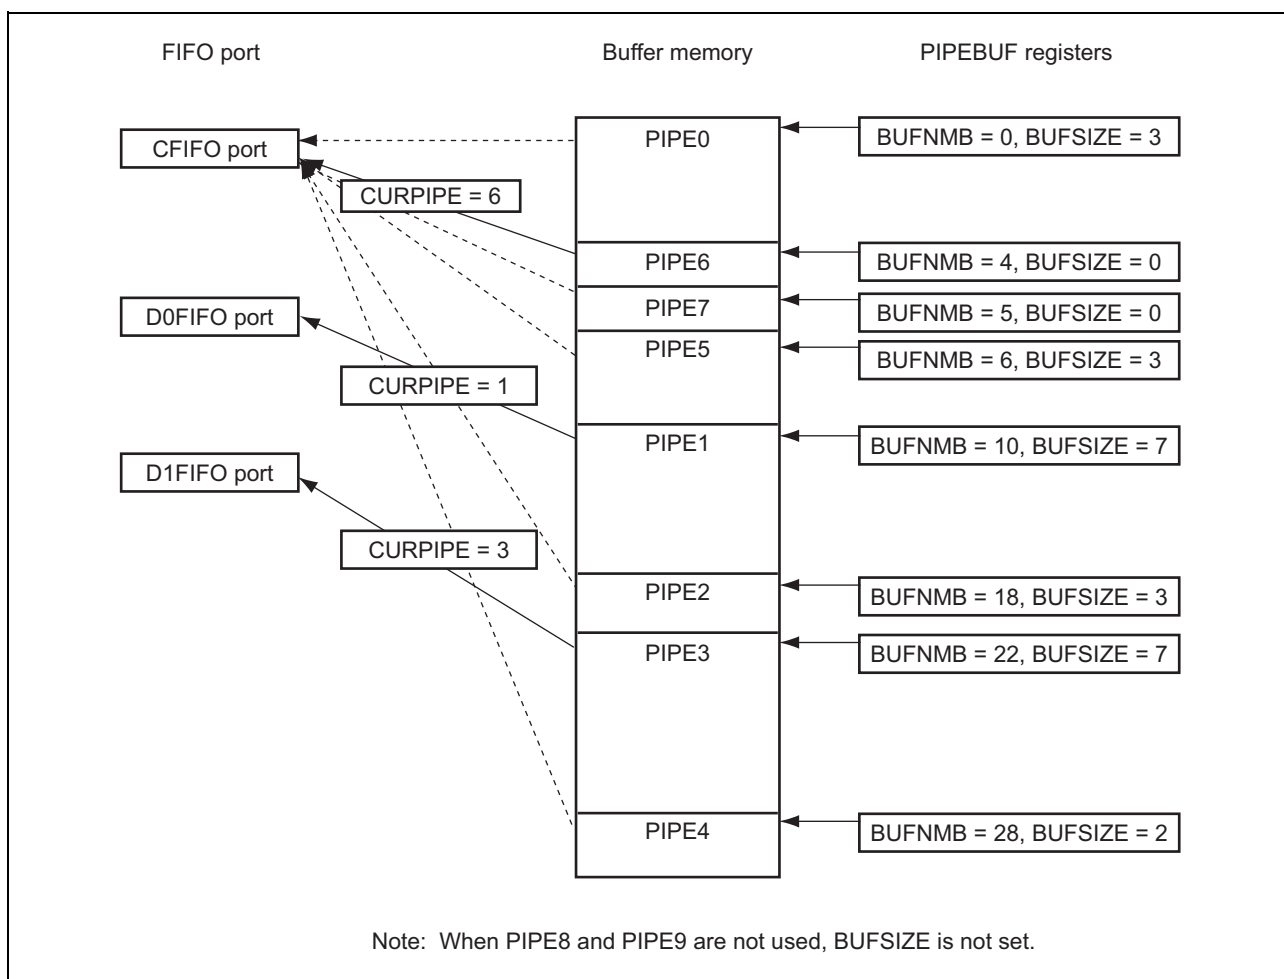 FIFO port
Buffer memory
PIPEBUF registers
CFIFO port
PIPE0
BUFNMB = 0, BUFSIZE = 3
CURPIPE = 6
PIPE6
BUFNMB = 4, BUFSIZE = 0
PIPE7
BUFNMB = 5, BUFSIZE = 0
D0FIFO port
PIPE5
BUFNMB = 6, BUFSIZE = 3
CURPIPE = 1
PIPE1
BUFNMB = 10, BUFSIZE = 7
D1FIFO port
CURPIPE = 3
PIPE2
BUFNMB = 18, BUFSIZE = 3
PIPE3
BUFNMB = 22, BUFSIZE = 7
PIPE4
BUFNMB = 28, BUFSIZE = 2
Note: When PIPE8 and PIPE9 are not used, BUFSIZE is not set.